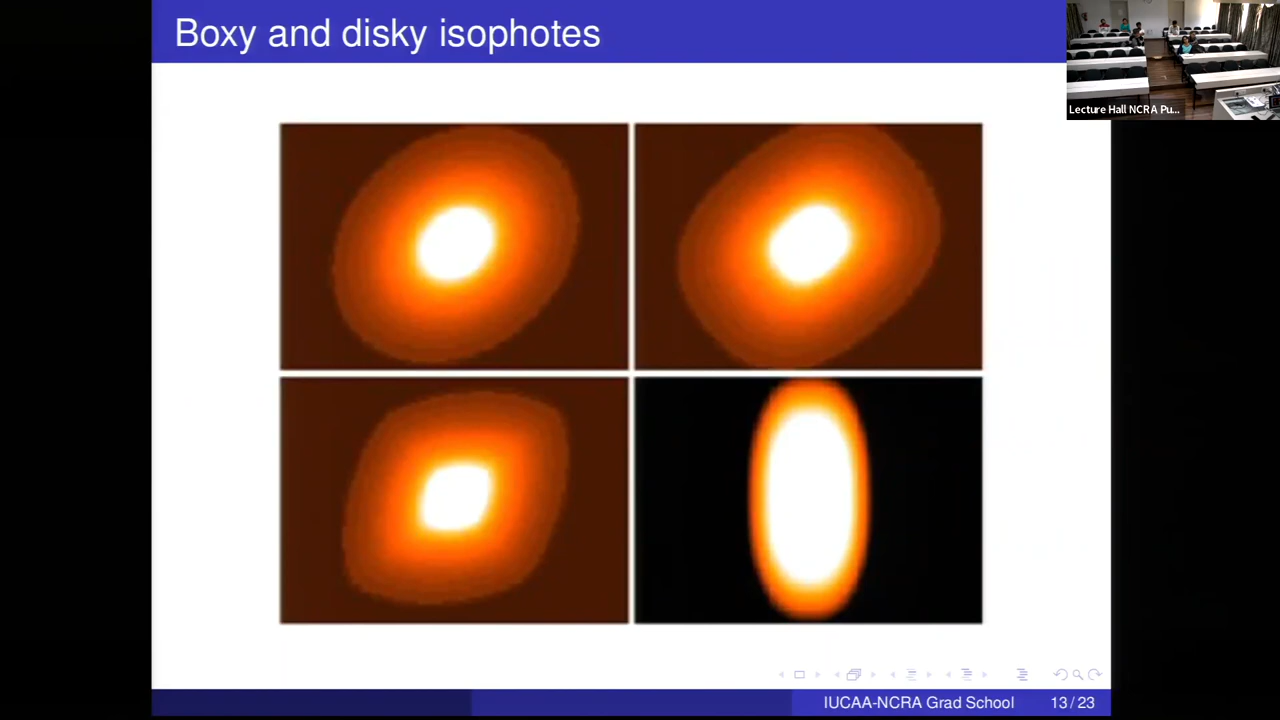 Boxy and disky isophotes
Lecture Hall NCRA Pu...
IUCAA-NCRA Grad School 13 / 23